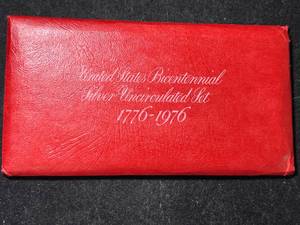 United States Bicentennial
Silver Uncirculated Set
1776-1976